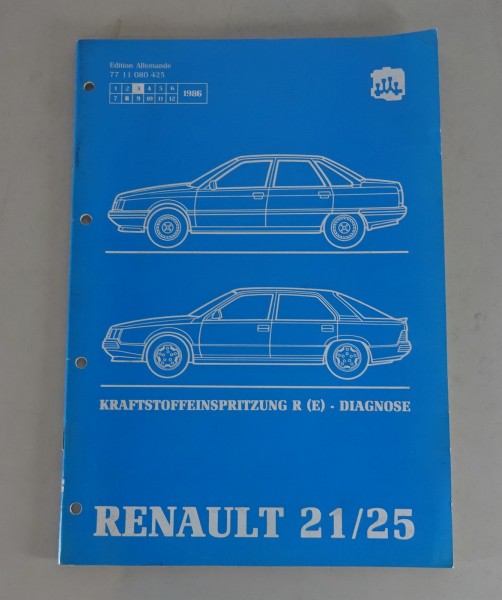 Edition Allemande
77 11 080 425
1 2 3 4 5 6
7 8 9 10 11 12
1986
KRAFTSTOFFEINSPRITZUNG R (E) - DIAGNOSE
RENAULT 21/25